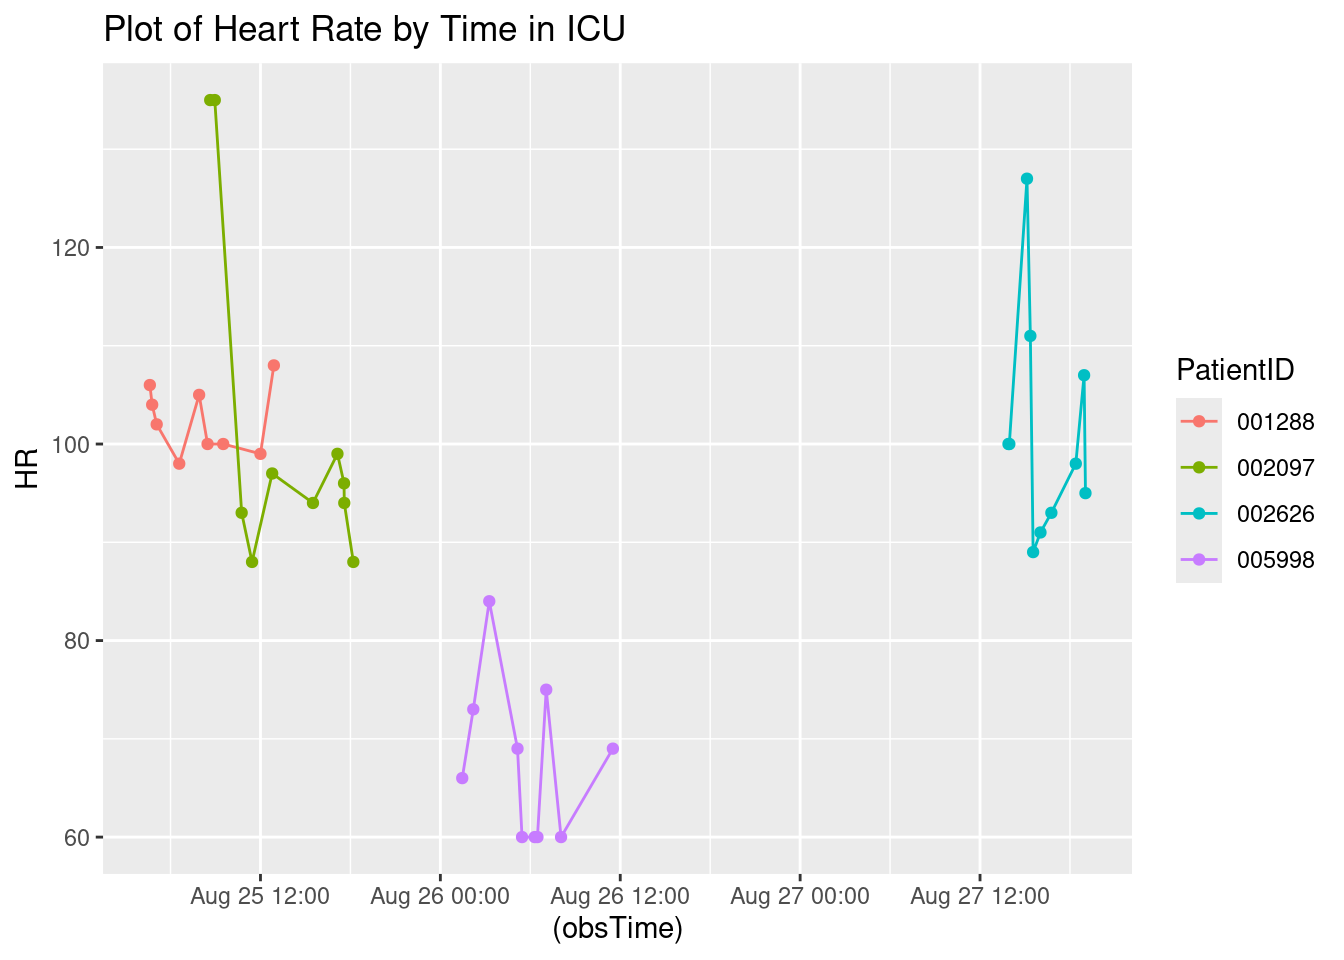 Plot of Heart Rate by Time in ICU
HR
120
100
80
60
Aug 25 12:00
Aug 26 00:00
Aug 26 12:00
Aug 27 00:00
Aug 27 12:00
(obsTime)
PatientID
001288
002097
002626
005998